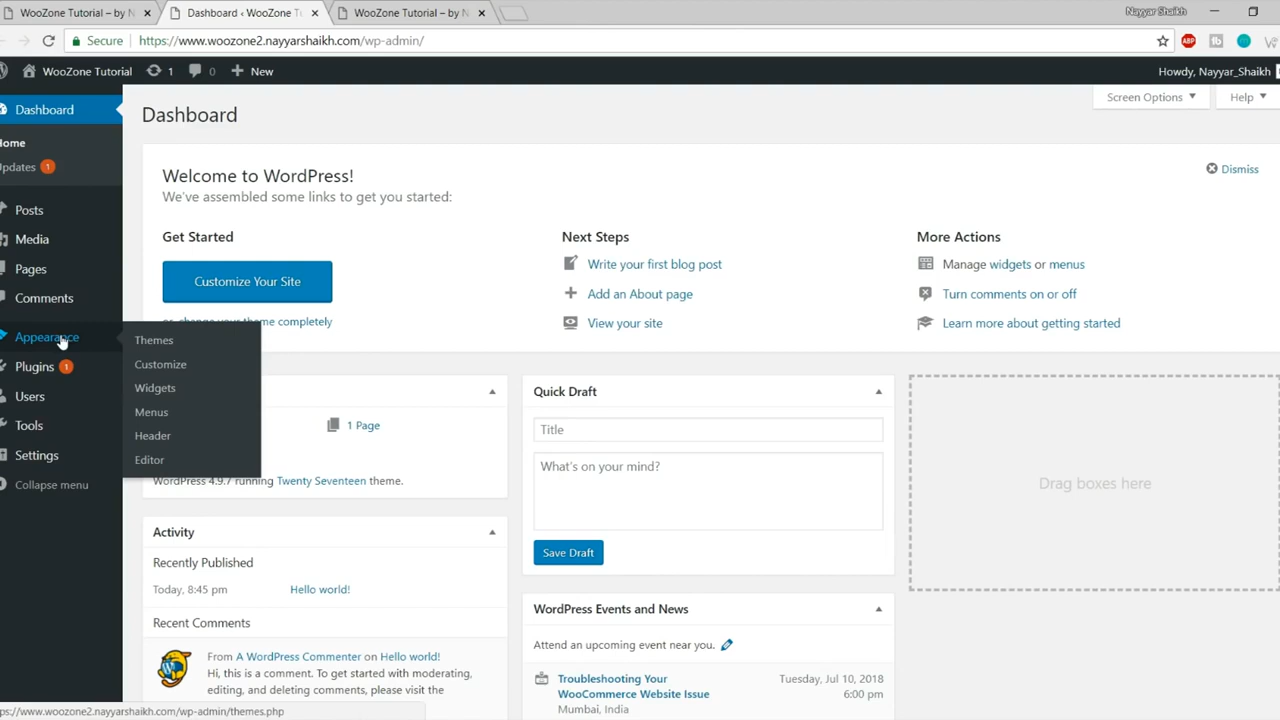 WooZone Tutorial – by N
Dashboard ‹ WooZone T
WooZone Tutorial – by N
Nayyar Shaikh
Secure
https://www.woozone2.nayyarshaikh.com/wp-admin/
ABP
WooZone Tutorial
1
0
New
Howdy, Nayyar_Shaikh
Dashboard
Home
Updates 1
Posts
Media
Pages
Comments
Appearance
Plugins 1
Users
Tools
Settings
Collapse menu
Themes
Customize
Widgets
Menus
Header
Editor
Dashboard
Screen Options
Help
Welcome to WordPress!
We've assembled some links to get you started:
Dismiss
Get Started
Customize Your Site
or, change your theme completely
Next Steps
Write your first blog post
Add an About page
View your site
More Actions
Manage widgets or menus
Turn comments on or off
Learn more about getting started
1 Page
WordPress 4.9.7 running Twenty Seventeen theme.
Activity
Recently Published
Today, 8:45 pm Hello world!
Recent Comments
From A WordPress Commenter on Hello world!
Hi, this is a comment. To get started with moderating,
editing, and deleting comments, please visit the
Quick Draft
Title
What's on your mind?
Save Draft
WordPress Events and News
Attend an upcoming event near you.
Troubleshooting Your
WooCommerce Website Issue
Mumbai, India
Tuesday, Jul 10, 2018
6:00 pm
Drag boxes here
ps://www.woozone2.nayyarshaikh.com/wp-admin/themes.php